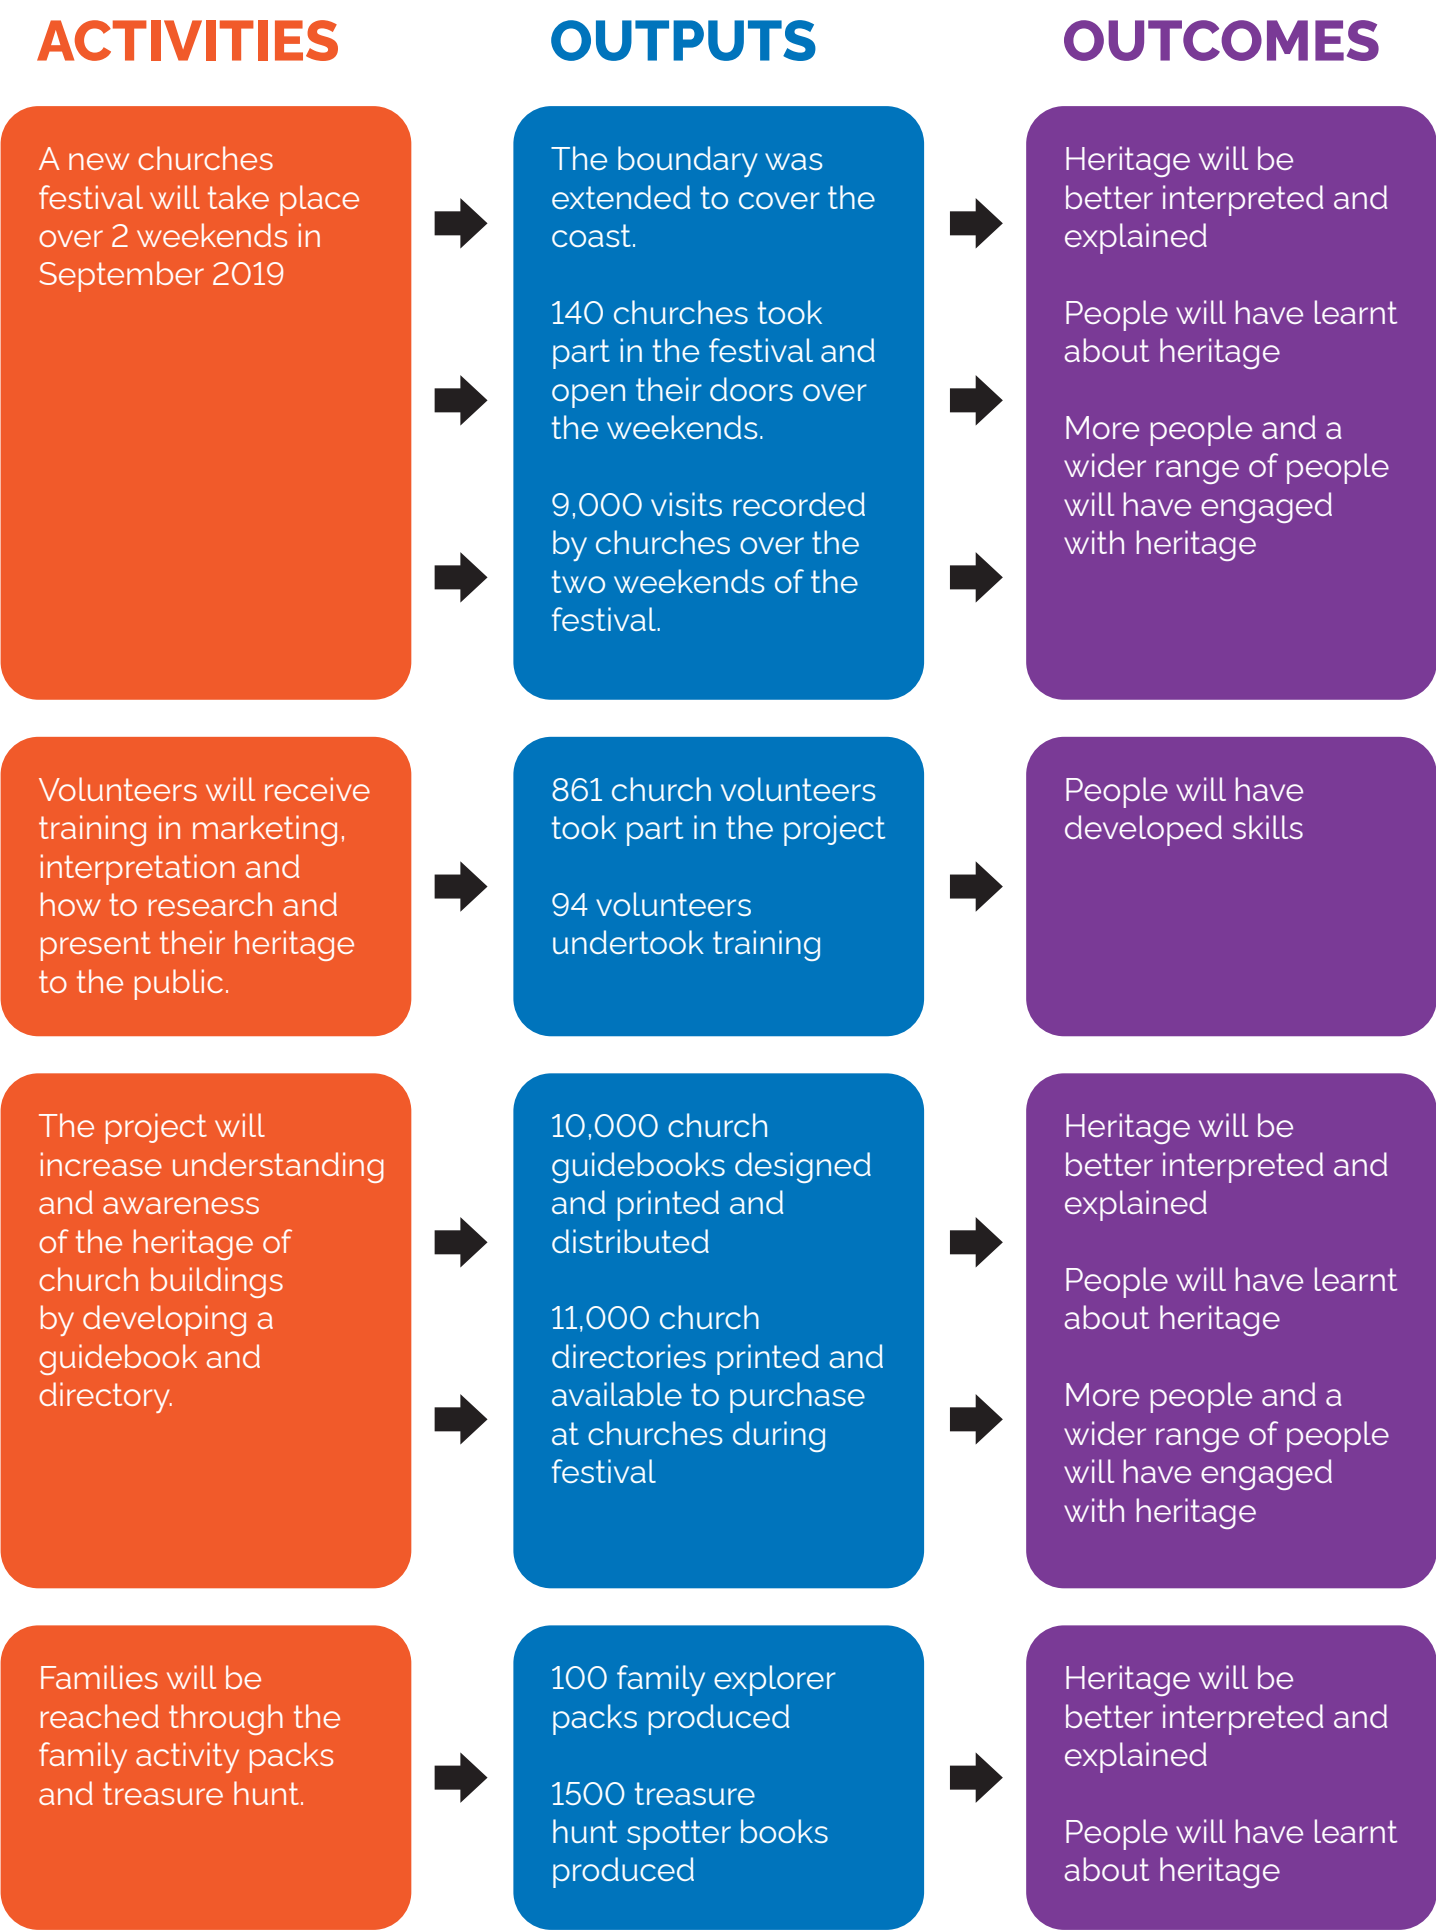 ACTIVITIES
OUTPUTS
OUTCOMES
A new churches
festival will take place
over 2 weekends in
September 2019
The boundary was
extended to cover the
coast.
140 churches took
part in the festival and
open their doors over
the weekends.
9,000 visits recorded
by churches over the
two weekends of the
festival.
Heritage will be
better interpreted and
explained
People will have learnt
about heritage
More people and a
wider range of people
will have engaged
with heritage
Volunteers will receive
training in marketing,
interpretation and
how to research and
present their heritage
to the public.
861 church volunteers
took part in the project
94 volunteers
undertook training
People will have
developed skills
The project will
increase understanding
and awareness
of the heritage of
church buildings
by developing a
guidebook and
directory.
10,000 church
guidebooks designed
and printed and
distributed
11,000 church
directories printed and
available to purchase
at churches during
festival
Heritage will be
better interpreted and
explained
People will have learnt
about heritage
More people and a
wider range of people
will have engaged
with heritage
Families will be
reached through the
family activity packs
and treasure hunt.
100 family explorer
packs produced
1500 treasure
hunt spotter books
produced
Heritage will be
better interpreted and
explained
People will have learnt
about heritage